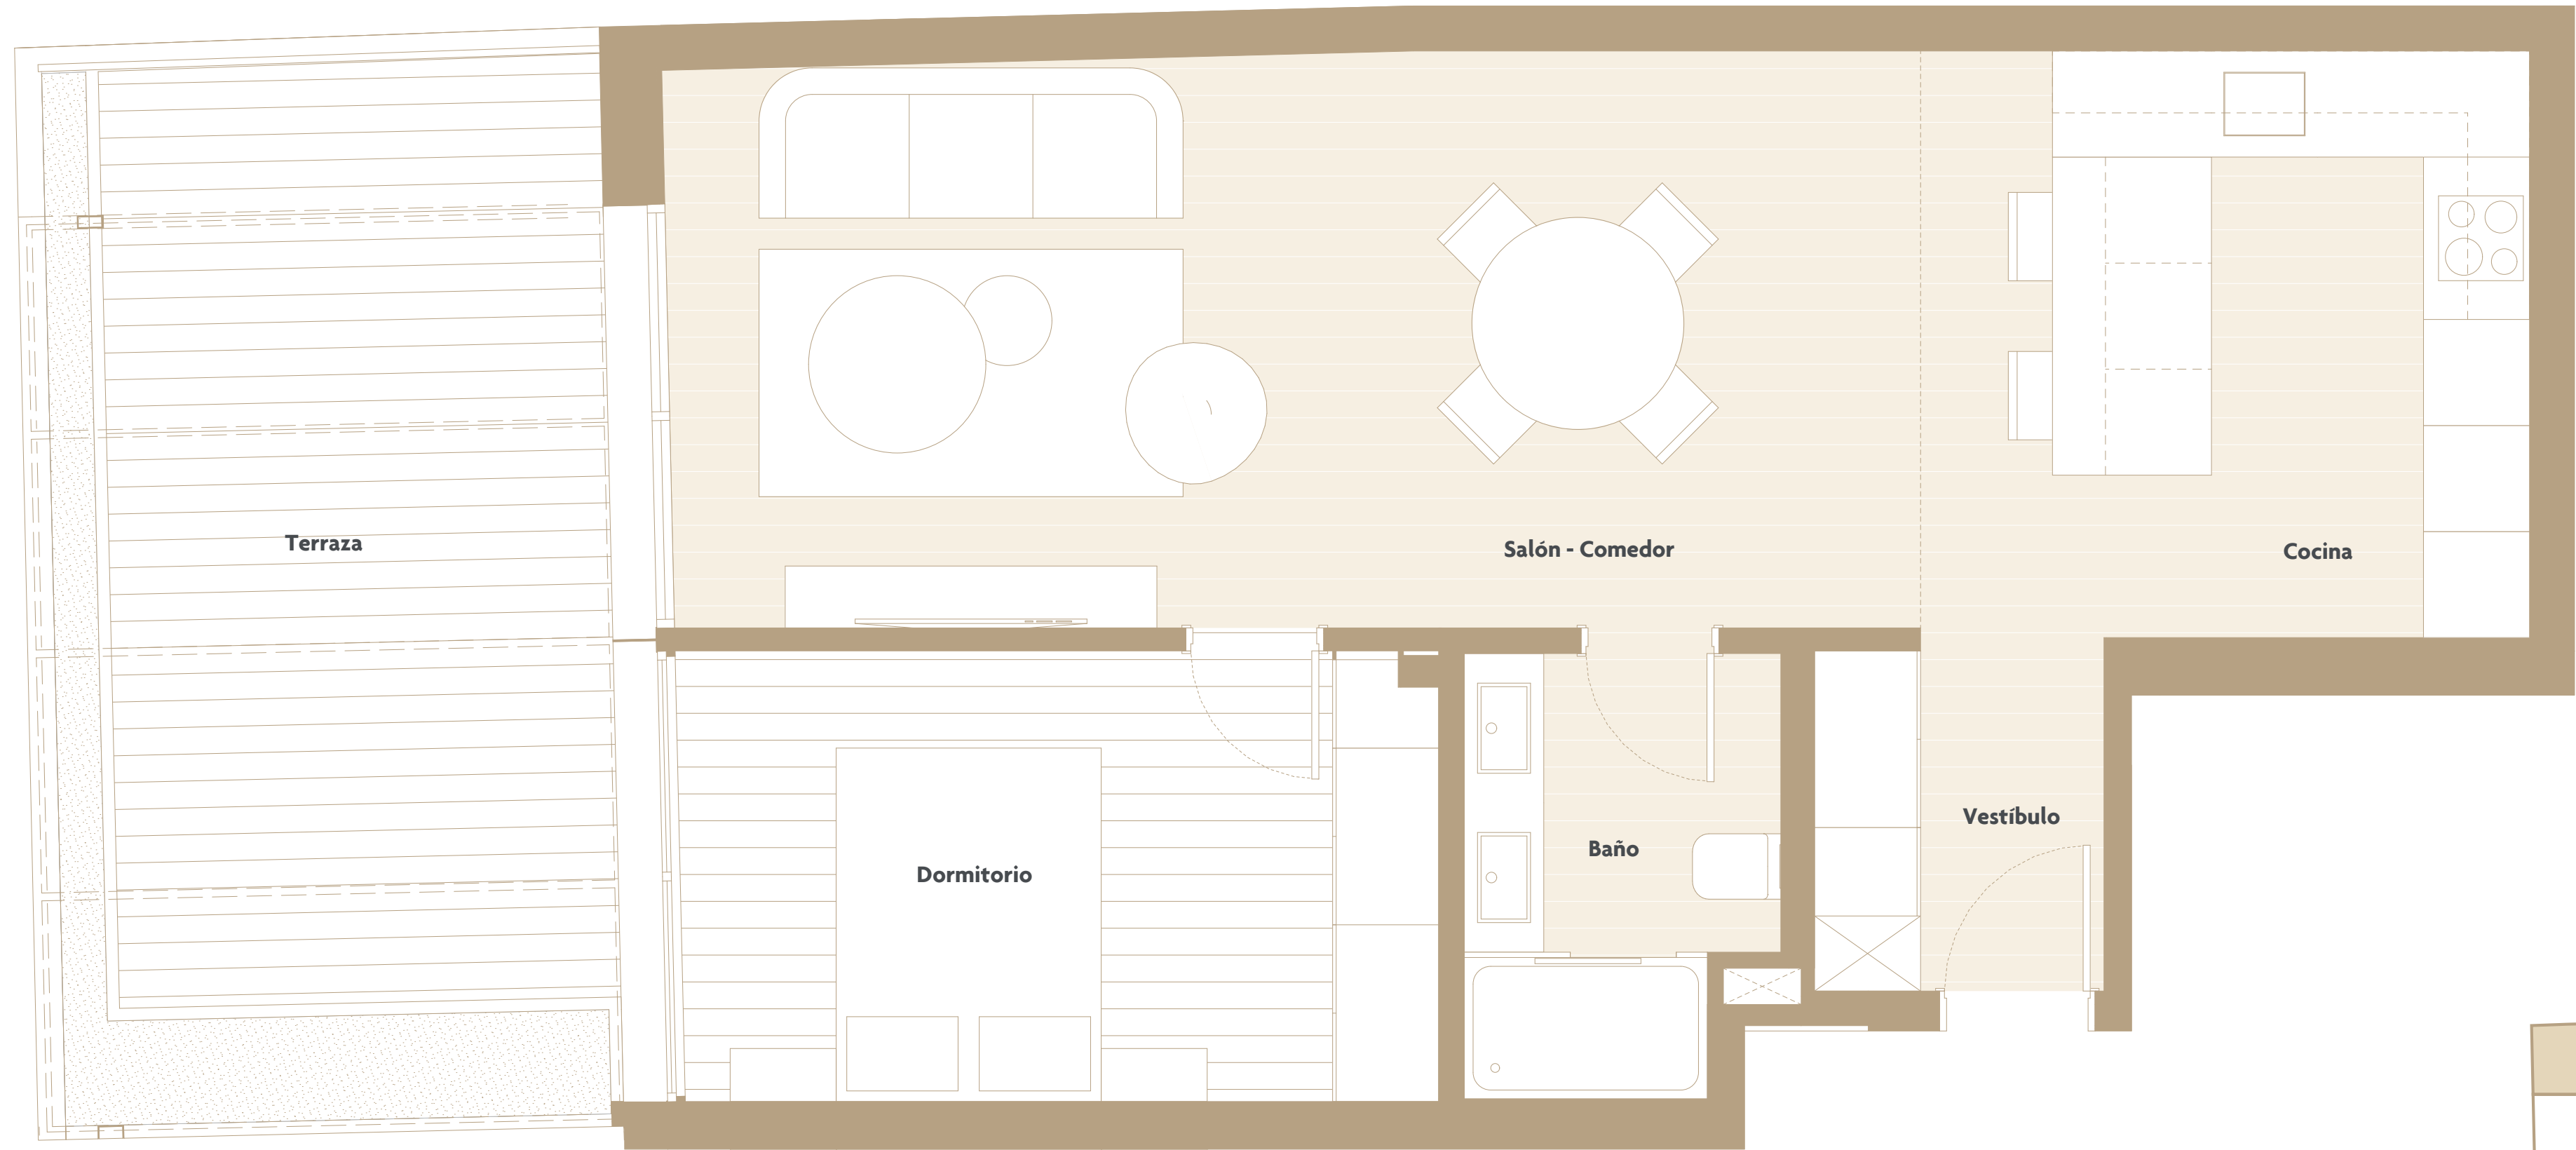 Terraza
Salón - Comedor
Cocina
Vestíbulo
Baño
Dormitorio